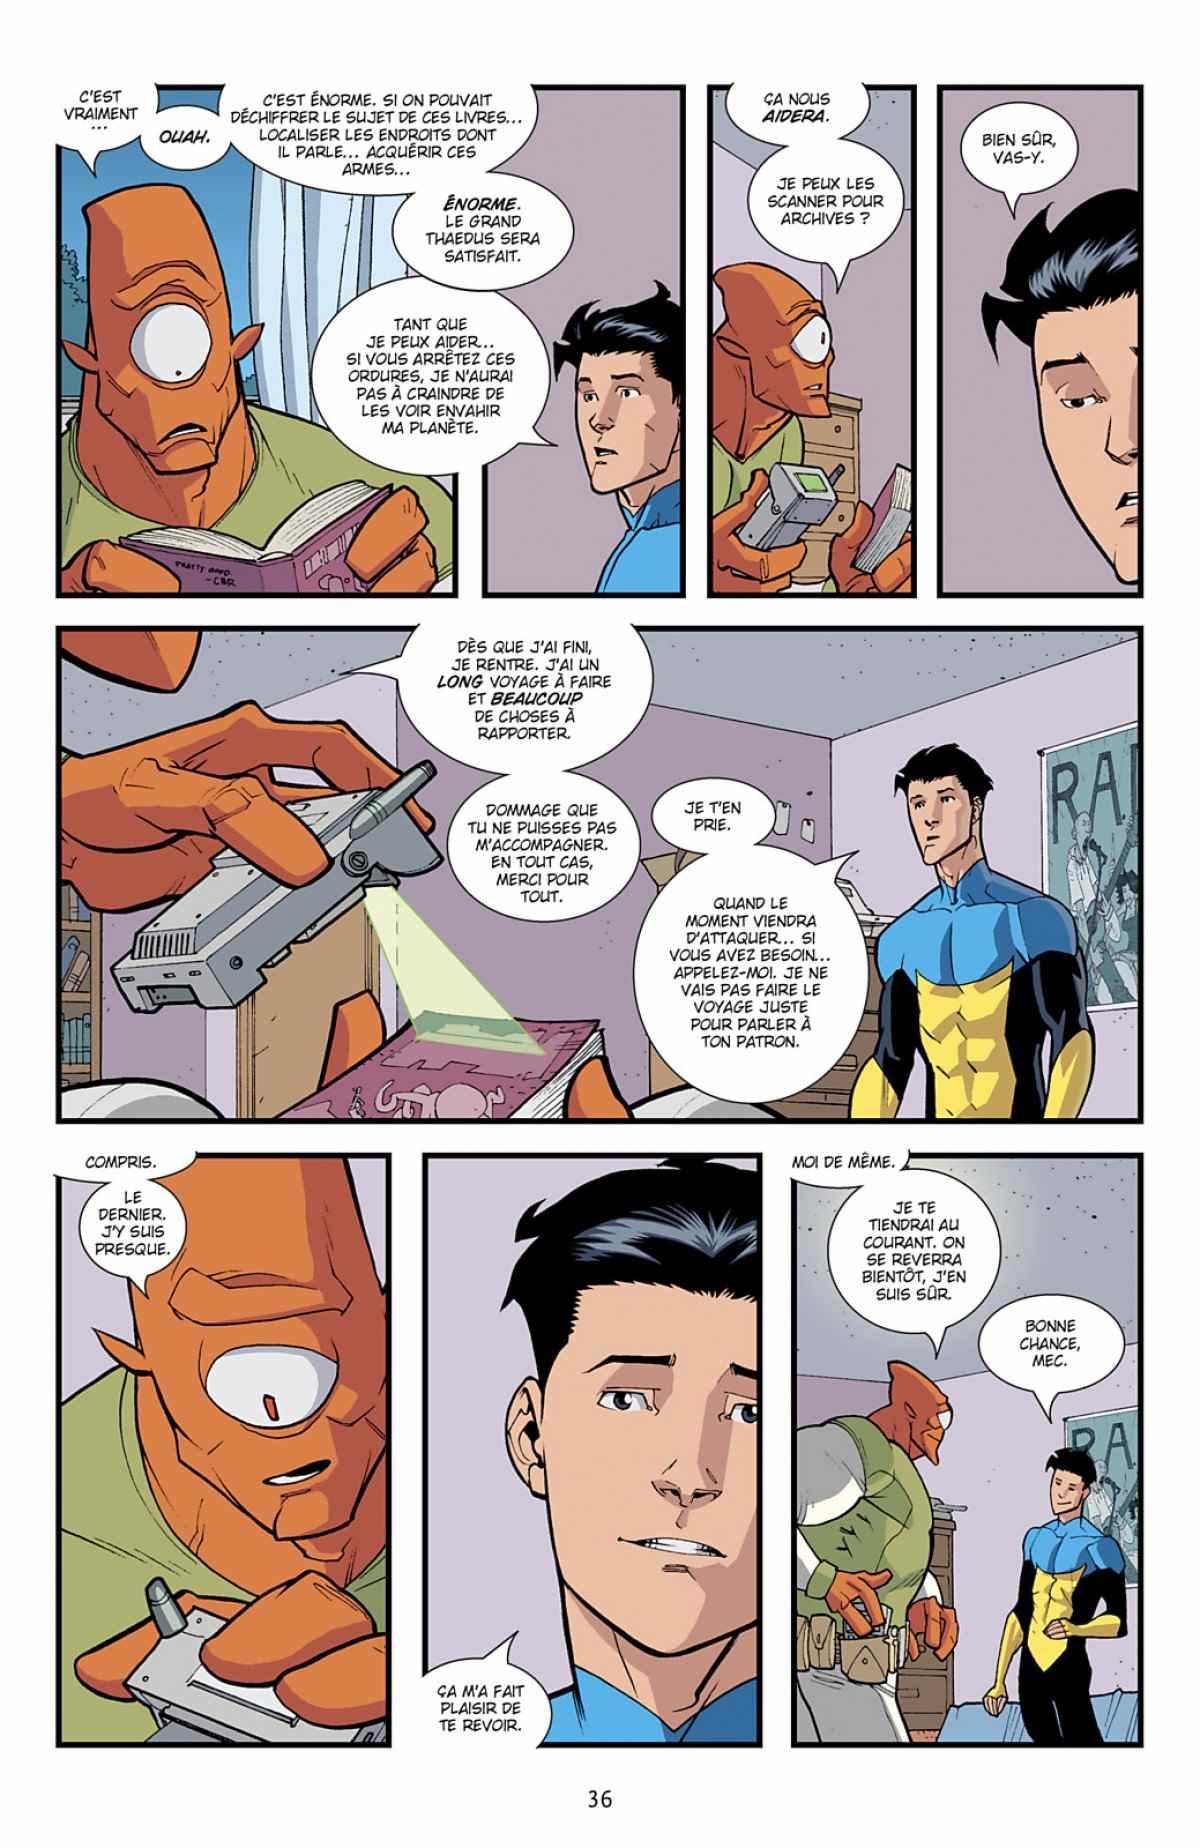 C'EST
VRAIMENT
...
OUAH.
C'EST ÉNORME. SI ON POUVAIT
DÉCHIFFRER LE SUJET DE CES LIVRES...
LOCALISER LES ENDROITS DONT
IL PARLE... ACQUÉRIR CES
ARMES...
ÉNORME.
LE GRAND
THAEDUS SERA
SATISFAIT.
TANT QUE
JE PEUX AIDER...
SI VOUS ARRÊTEZ CES
ORDURES, JE N'AURAI
PAS À CRAINDRE DE
LES VOIR ENVAHIR
MA PLANÈTE.
PRATTY GOOD.
-CBR
ÇA NOUS
AIDERA.
JE PEUX LES
SCANNER POUR
ARCHIVES ?
BIEN SÛR,
VAS-Y.
DÈS QUE J'AI FINI,
JE RENTRE. J'AI UN
LONG VOYAGE À FAIRE
ET BEAUCOUP
DE CHOSES À
RAPPORTER.
DOMMAGE QUE
TU NE PUISSES PAS
M'ACCOMPAGNER.
EN TOUT CAS,
MERCI POUR
TOUT.
JE T'EN
PRIE.
QUAND LE
MOMENT VIENDRA
D'ATTAQUER... SI
VOUS AVEZ BESOIN...
APPELEZ-MOI. JE NE
VAIS PAS FAIRE LE
VOYAGE JUSTE
POUR PARLER À
TON PATRON.
RA
COMPRIS.
LE
DERNIER.
J'Y SUIS
PRESQUE.
ÇA M'A FAIT
PLAISIR DE
TE REVOIR.
MOI DE MÊME.
JE TE
TIENDRAI AU
COURANT. ON
SE REVERRA
BIENTÔT, J'EN
SUIS SÛR.
BONNE
CHANCE,
MEC.
RA
36